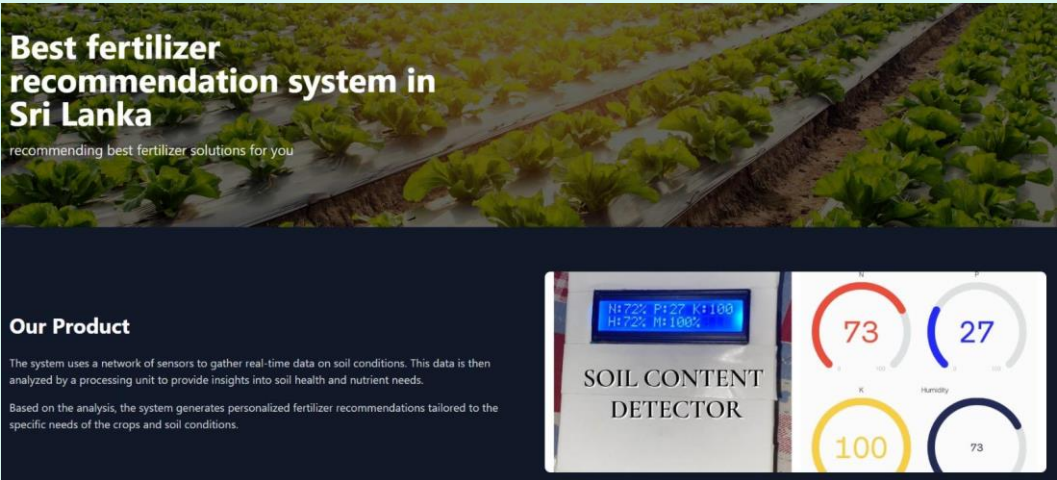 Best fertilizer
recommendation system in
Sri Lanka
recommending best fertilizer solutions for you
Our Product
The system uses a network of sensors to gather real-time data on soil conditions. This data is then
analyzed by a processing unit to provide insights into soil health and nutrient needs.
Based on the analysis, the system generates personalized fertilizer recommendations tailored to the
specific needs of the crops and soil conditions.
N:72% P:27 K:100
H:72% M:100%
SOIL CONTENT
DETECTOR
N
P
73
27
0 100
0 100
K
Humidity
100
73